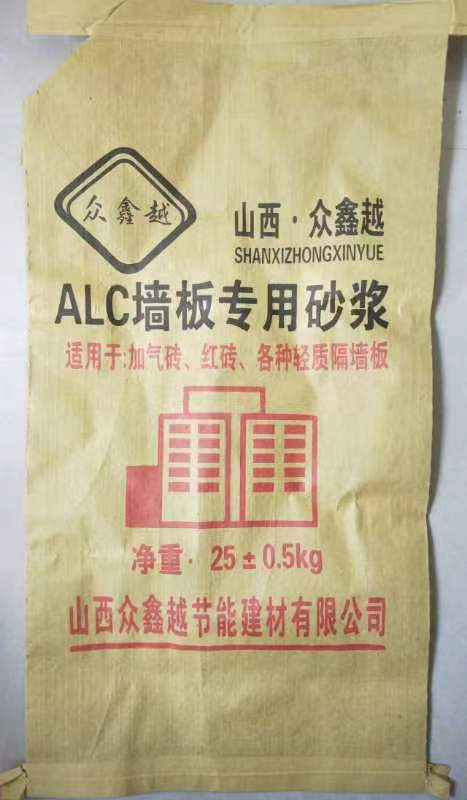 众鑫越
山西·众鑫越
SHANXIZHONGXINYUE
ALC墙板专用砂浆
适用于:加气砖、红砖、各种轻质隔墙板
净重· 25±0.5kg
山西众鑫越节能建材有限公司